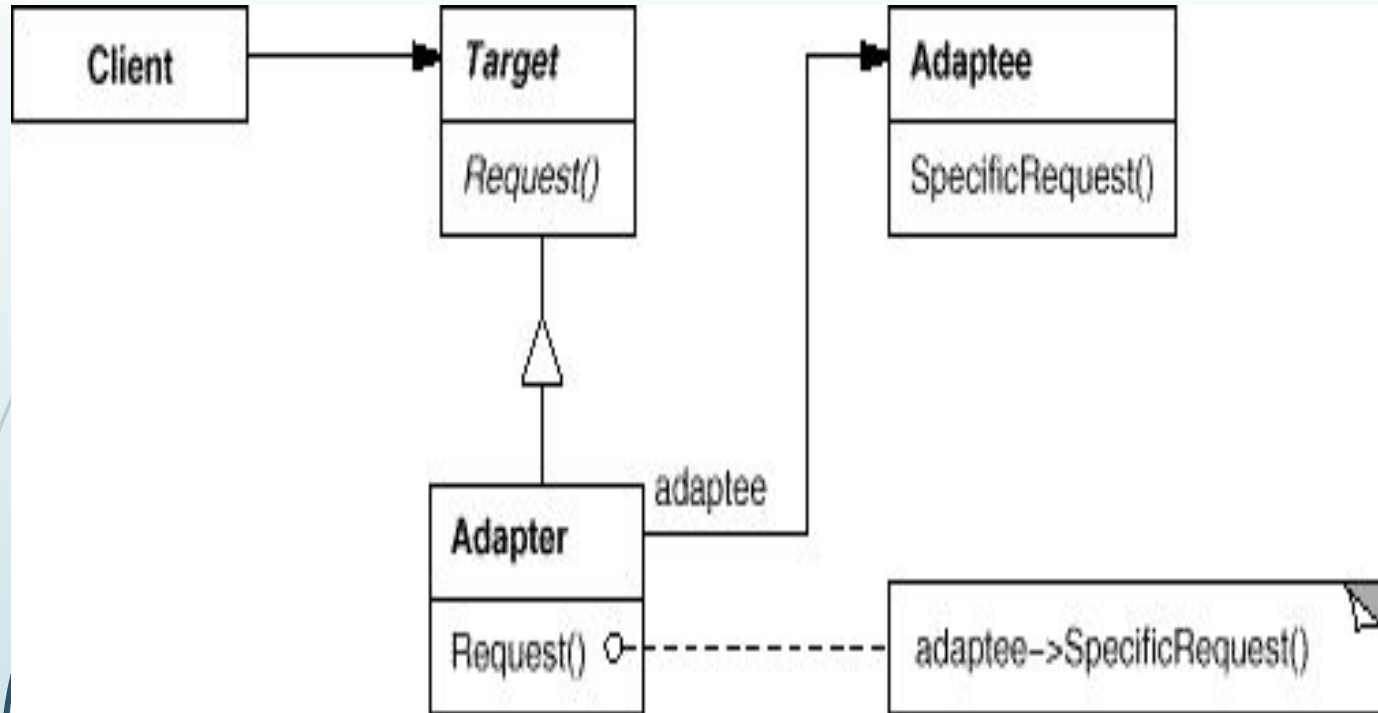 Client
Target
Request()
Adaptee
SpecificRequest()
adaptee
Adapter
Request()
adaptee->SpecificRequest()